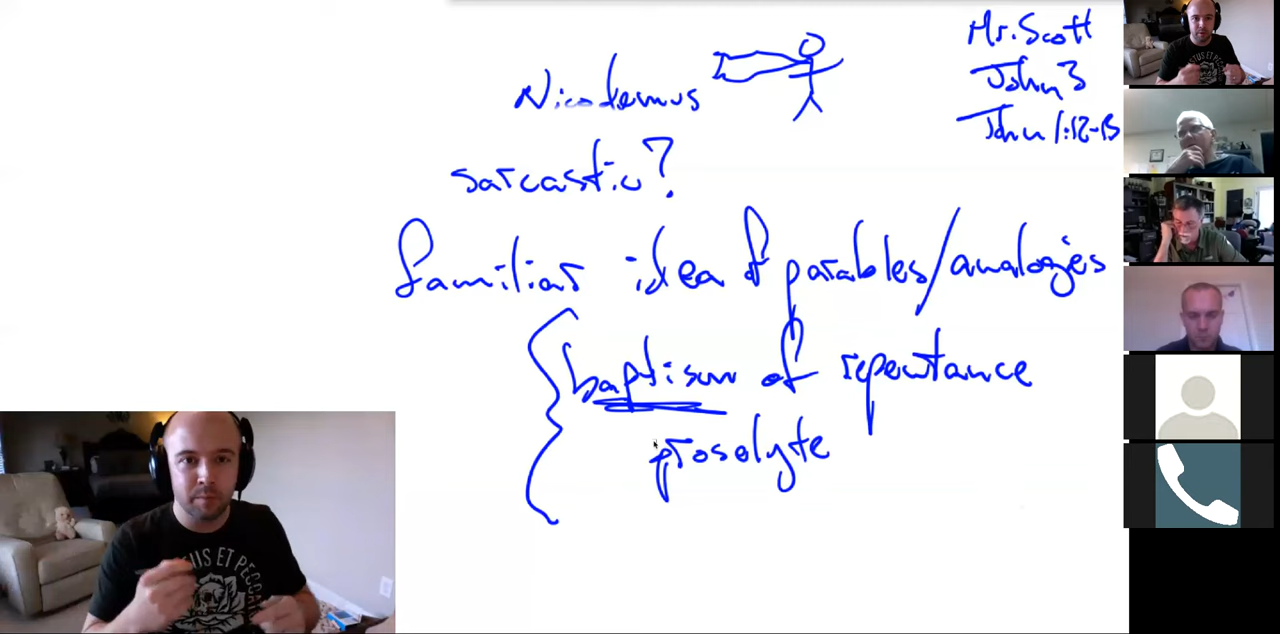 Nicodemus
Mr. Scott
John 3
John 1:12-13
sarcastic?
familiar idea of parables/analogies
baptism of repentance
proselyte